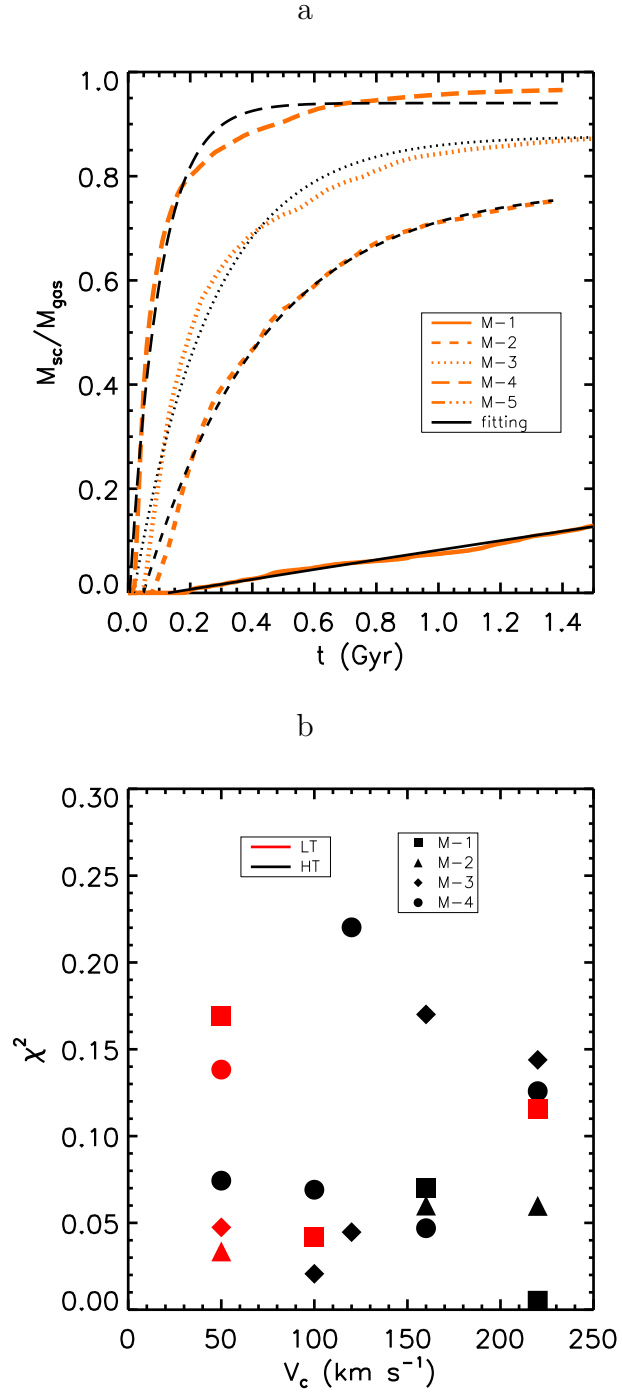 a
1.0
0.8
0.6
0.4
0.2
0.0
M_sc/M_gas
M-1
M-2
M-3
M-4
M-5
fitting
0.0 0.2 0.4 0.6 0.8 1.0 1.2 1.4
t (Gyr)
b
0.30
0.25
0.20
0.15
0.10
0.05
0.00
χ²
LT
HT
M-1
M-2
M-3
M-4
0 50 100 150 200 250
V_c (km s⁻¹)